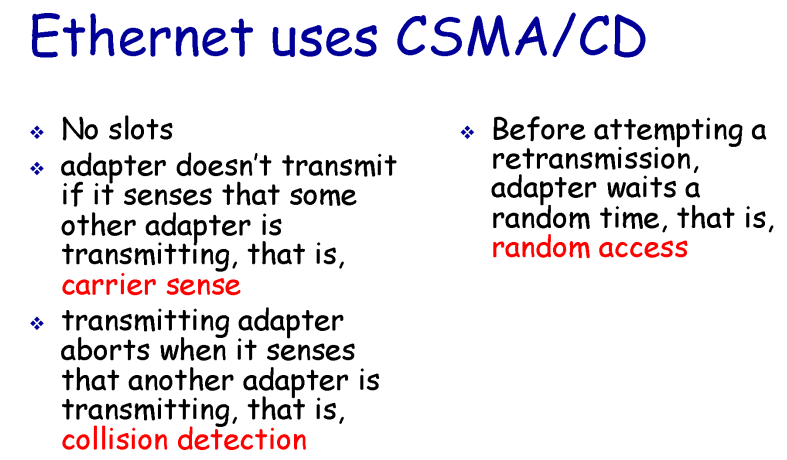 Ethernet uses CSMA/CD
No slots
adapter doesn't transmit
if it senses that some
other adapter is
transmitting, that is,
carrier sense
transmitting adapter
aborts when it senses
that another adapter is
transmitting, that is,
collision detection
Before attempting a
retransmission,
adapter waits a
random time, that is,
random access